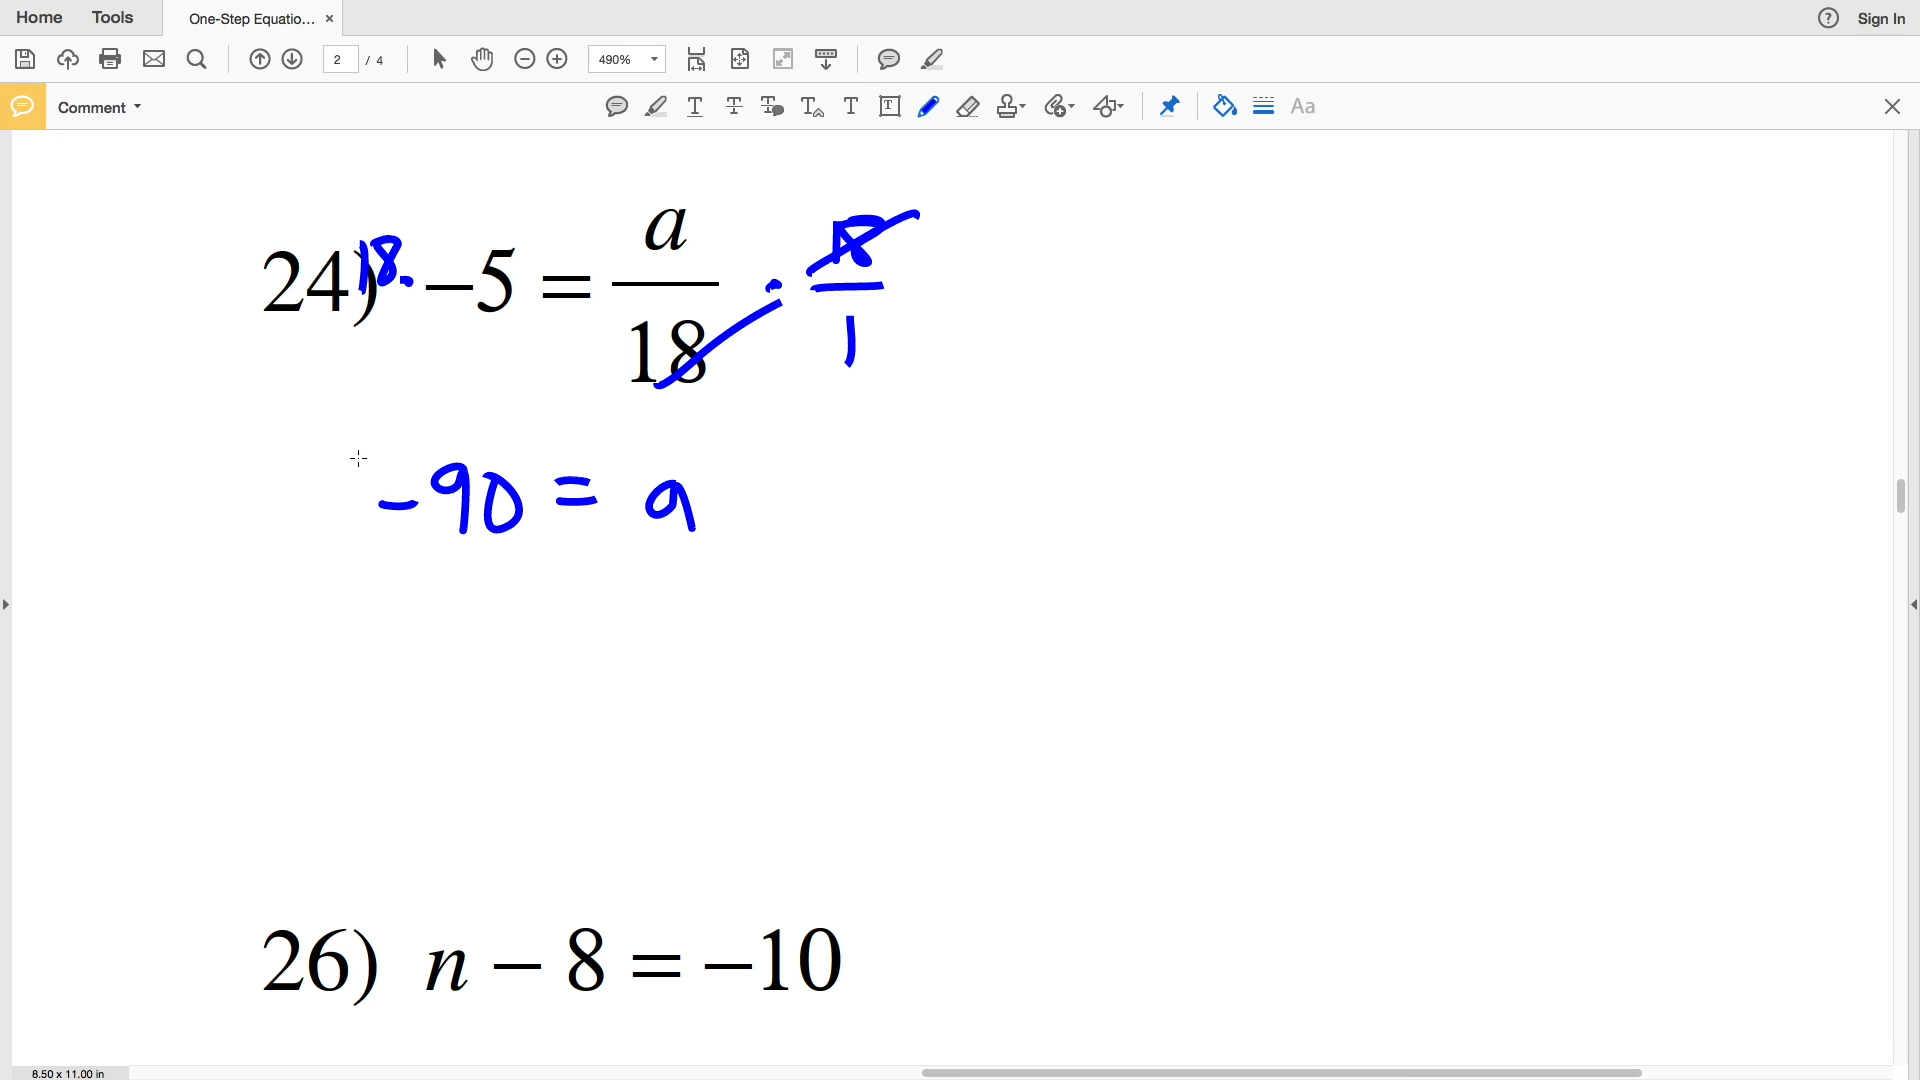 Home Tools One-Step Equatio... × ? Sign In
2 / 4 490%
Comment T T T T T T Aa
24) 18· −5 = a/18 · 18/1
-90 = a
26) n − 8 = −10
8.50 x 11.00 in